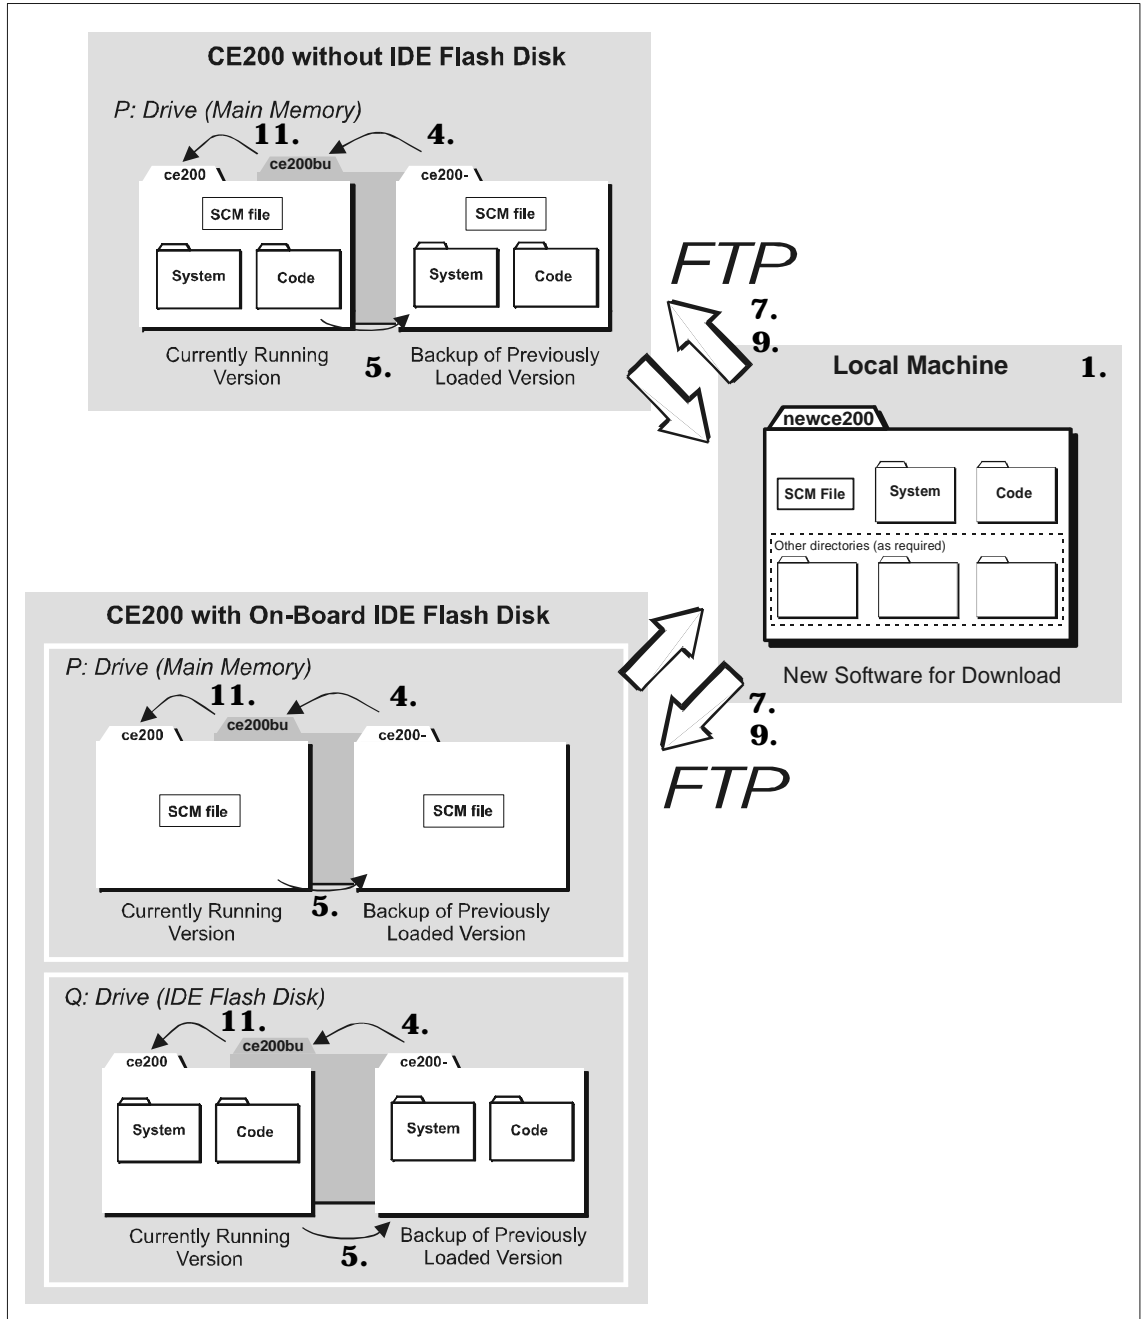 CE200 without IDE Flash Disk
P: Drive (Main Memory)
11.
4.
ce200bu
ce200
ce200-
SCM file
SCM file
System
Code
System
Code
Currently Running
Version
5.
Backup of Previously
Loaded Version
FTP
7.
9.
Local Machine
1.
newce200
SCM File
System
Code
Other directories (as required)
New Software for Download
CE200 with On-Board IDE Flash Disk
P: Drive (Main Memory)
11.
4.
ce200bu
ce200
ce200-
SCM file
SCM file
Currently Running
Version
5.
Backup of Previously
Loaded Version
7.
9.
FTP
Q: Drive (IDE Flash Disk)
11.
4.
ce200bu
ce200
ce200-
System
Code
System
Code
Currently Running
Version
5.
Backup of Previously
Loaded Version